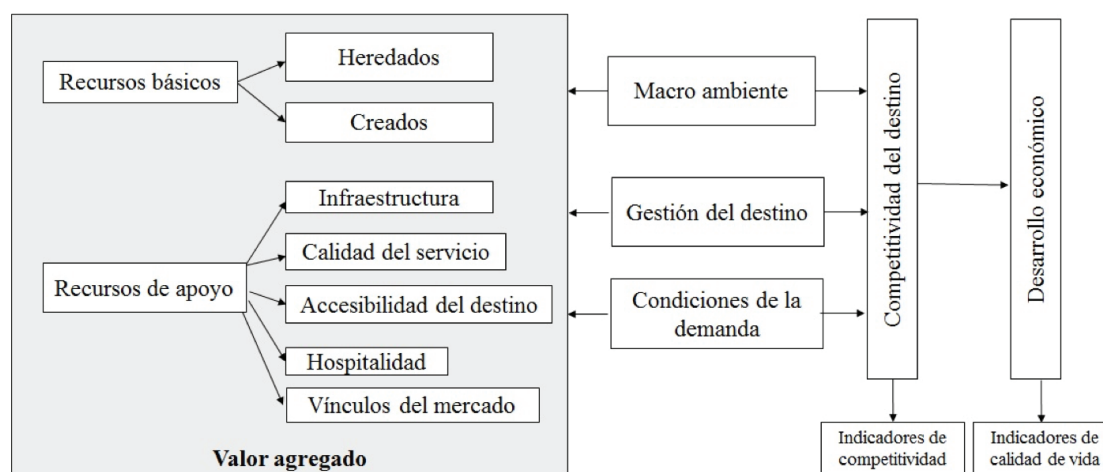 Recursos básicos
Heredados
Creados
Recursos de apoyo
Infraestructura
Calidad del servicio
Accesibilidad del destino
Hospitalidad
Vínculos del mercado
Valor agregado
Macro ambiente
Gestión del destino
Condiciones de la
demanda
Competitividad del destino
Desarrollo económico
Indicadores de
competitividad
Indicadores de
calidad de vida